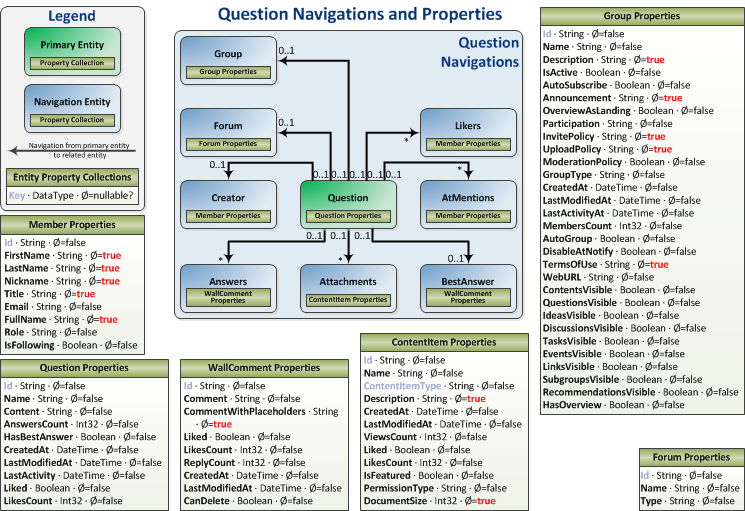 Legend
Primary Entity
Property Collection
Navigation Entity
Property Collection
Navigation from primary entity
to related entity
Entity Property Collections
Key · DataType · Ø=nullable?
Question Navigations and Properties
Question
Navigations
Group
Group Properties
0..1
Forum
Forum Properties
0..1
Likers
Member Properties
*
0..1
*
0..1 0..1 0..1 0..1 0..1
Creator
Member Properties
Question
Question Properties
AtMentions
Member Properties
0..1 0..1 0..1
*
*
0..1
Answers
WallComment
Properties
Attachments
ContentItem Properties
BestAnswer
WallComment
Properties
Member Properties
Id · String · Ø=false
FirstName · String · Ø=true
LastName · String · Ø=true
Nickname · String · Ø=true
Title · String · Ø=true
Email · String · Ø=false
FullName · String · Ø=true
Role · String · Ø=false
IsFollowing · Boolean · Ø=false
Question Properties
Id · String · Ø=false
Name · String · Ø=false
Content · String · Ø=false
AnswersCount · Int32 · Ø=false
HasBestAnswer · Boolean · Ø=false
CreatedAt · DateTime · Ø=false
LastModifiedAt · DateTime · Ø=false
LastActivity · DateTime · Ø=false
Liked · Boolean · Ø=false
LikesCount · Int32 · Ø=false
WallComment Properties
Id · String · Ø=false
Comment · String · Ø=false
CommentWithPlaceholders · String
· Ø=true
Liked · Boolean · Ø=false
LikesCount · Int32 · Ø=false
ReplyCount · Int32 · Ø=false
CreatedAt · DateTime · Ø=false
LastModifiedAt · DateTime · Ø=false
CanDelete · Boolean · Ø=false
ContentItem Properties
Id · String · Ø=false
Name · String · Ø=false
ContentItemType · String · Ø=false
Description · String · Ø=true
CreatedAt · DateTime · Ø=false
LastModifiedAt · DateTime · Ø=false
ViewsCount · Int32 · Ø=false
Liked · Boolean · Ø=false
LikesCount · Int32 · Ø=false
IsFeatured · Boolean · Ø=false
PermissionType · String · Ø=false
DocumentSize · Int32 · Ø=true
Group Properties
Id · String · Ø=false
Name · String · Ø=false
Description · String · Ø=true
IsActive · Boolean · Ø=false
AutoSubscribe · Boolean · Ø=false
Announcement · String · Ø=true
OverviewAsLanding · Boolean · Ø=false
Participation · String · Ø=false
InvitePolicy · String · Ø=true
UploadPolicy · String · Ø=true
ModerationPolicy · Boolean · Ø=false
GroupType · String · Ø=false
CreatedAt · DateTime · Ø=false
LastModifiedAt · DateTime · Ø=false
LastActivityAt · DateTime · Ø=false
MembersCount · Int32 · Ø=false
AutoGroup · Boolean · Ø=false
DisableAtNotify · Boolean · Ø=false
TermsOfUse · String · Ø=true
WebURL · String · Ø=false
ContentsVisible · Boolean · Ø=false
QuestionsVisible · Boolean · Ø=false
IdeasVisible · Boolean · Ø=false
DiscussionsVisible · Boolean · Ø=false
TasksVisible · Boolean · Ø=false
EventsVisible · Boolean · Ø=false
LinksVisible · Boolean · Ø=false
SubgroupsVisible · Boolean · Ø=false
RecommendationsVisible · Boolean · Ø=false
HasOverview · Boolean · Ø=false
Forum Properties
Id · String · Ø=false
Name · String · Ø=false
Type · String · Ø=false